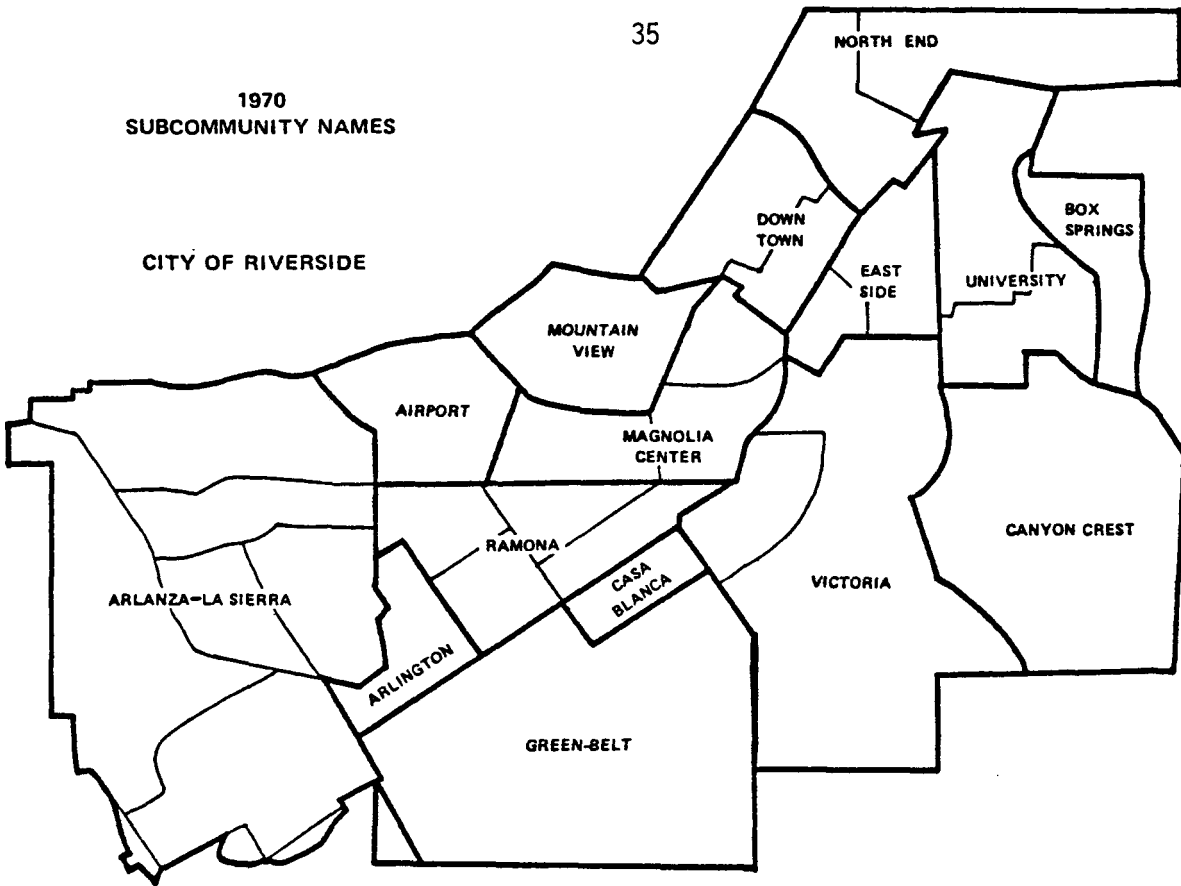 35
1970
SUBCOMMUNITY NAMES
CITY OF RIVERSIDE
NORTH END
DOWN
TOWN
BOX
SPRINGS
EAST
SIDE
UNIVERSITY
MOUNTAIN
VIEW
AIRPORT
MAGNOLIA
CENTER
RAMONA
CANYON CREST
CASA
BLANCA
VICTORIA
ARLANZA-LA SIERRA
ARLINGTON
GREEN-BELT